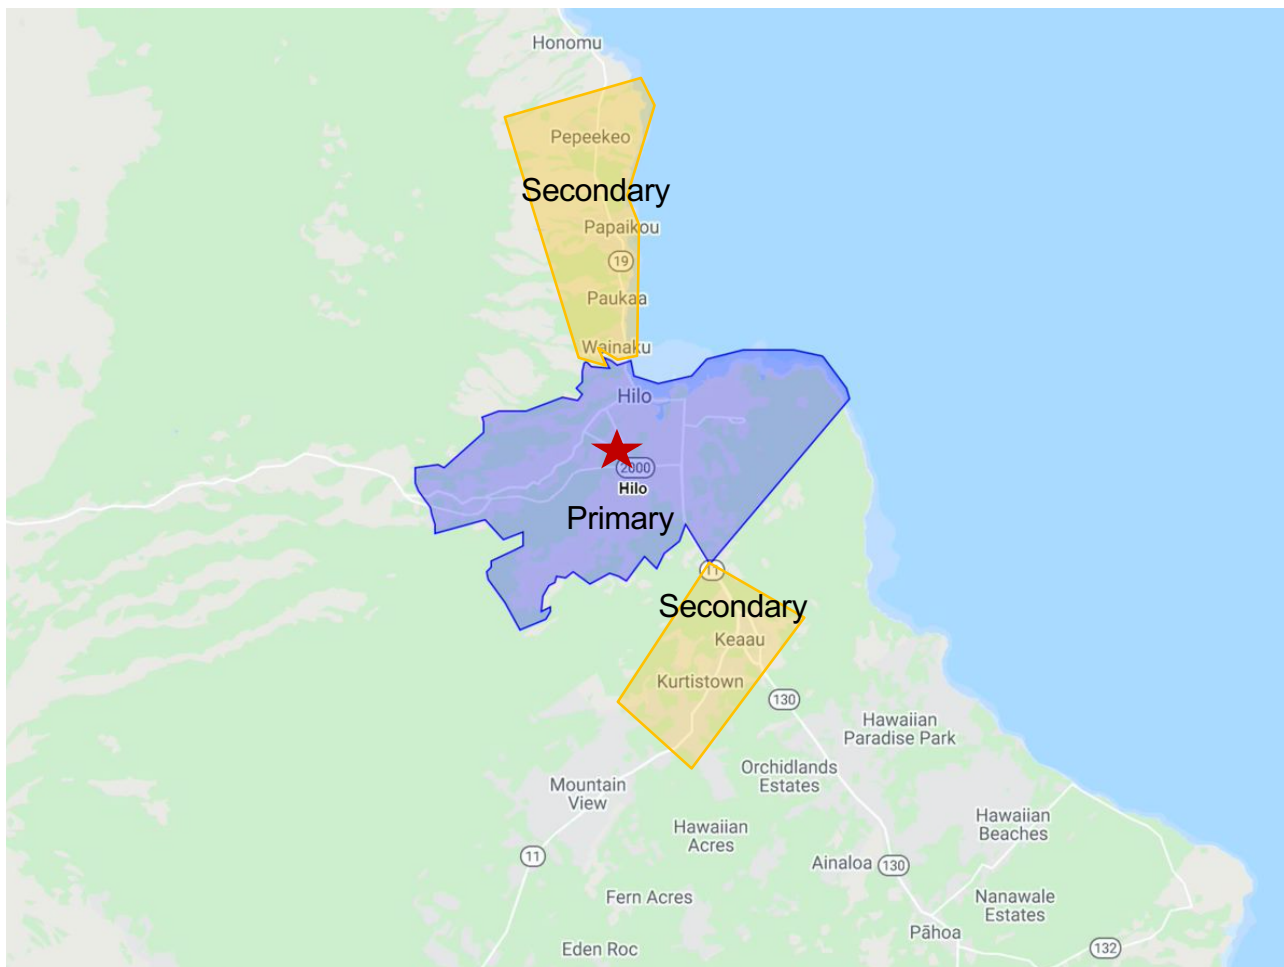 Honomu
Pepeekeo
Secondary
Papaikou
19
Paukaa
Wainaku
Hilo
2000
Hilo
Primary
11
Secondary
Keaau
Kurtistown
130
Hawaiian
Paradise Park
Orchidlands
Estates
Mountain
View
Hawaiian
Beaches
Hawaiian
Acres
11
Ainaloa
130
Fern Acres
Nanawale
Estates
Pāhoa
Eden Roc
132